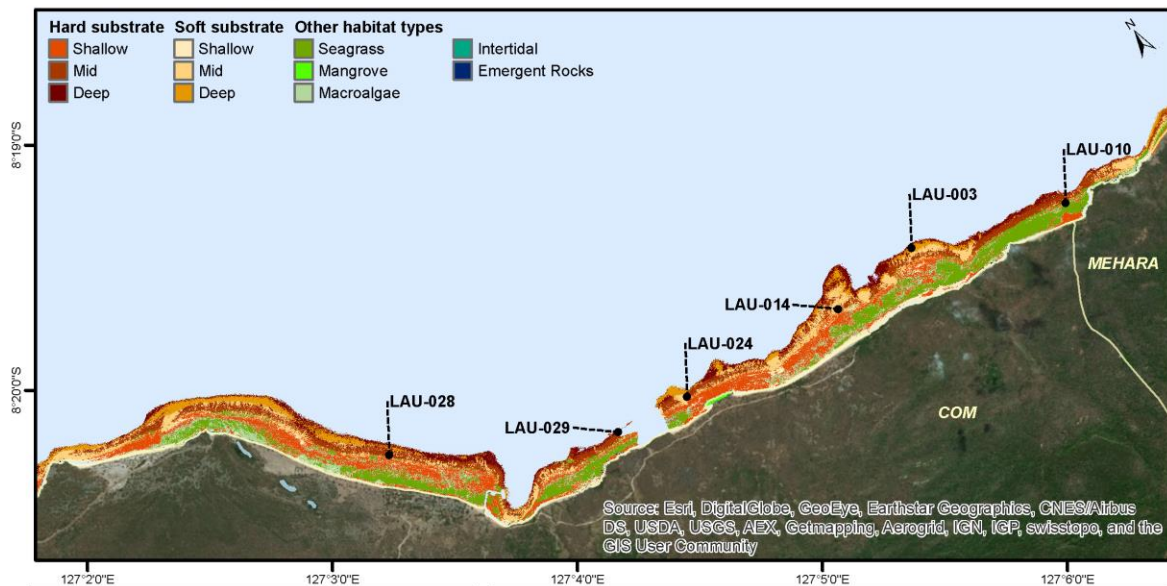 Hard substrate Soft substrate Other habitat types
Shallow Shallow Seagrass Intertidal
Mid Mid Mangrove Emergent Rocks
Deep Deep Macroalgae
N
8°19'0"S
LAU-010
LAU-003
MEHARA
LAU-014
LAU-024
8°20'0"S
LAU-028
COM
LAU-029
Source: Esri, DigitalGlobe, GeoEye, Earthstar Geographics, CNES/Airbus
DS, USDA, USGS, AEX, Getmapping, Aerogrid, IGN, IGP, swisstopo, and the
GIS User Community
127°2'0"E 127°3'0"E 127°4'0"E 127°5'0"E 127°6'0"E